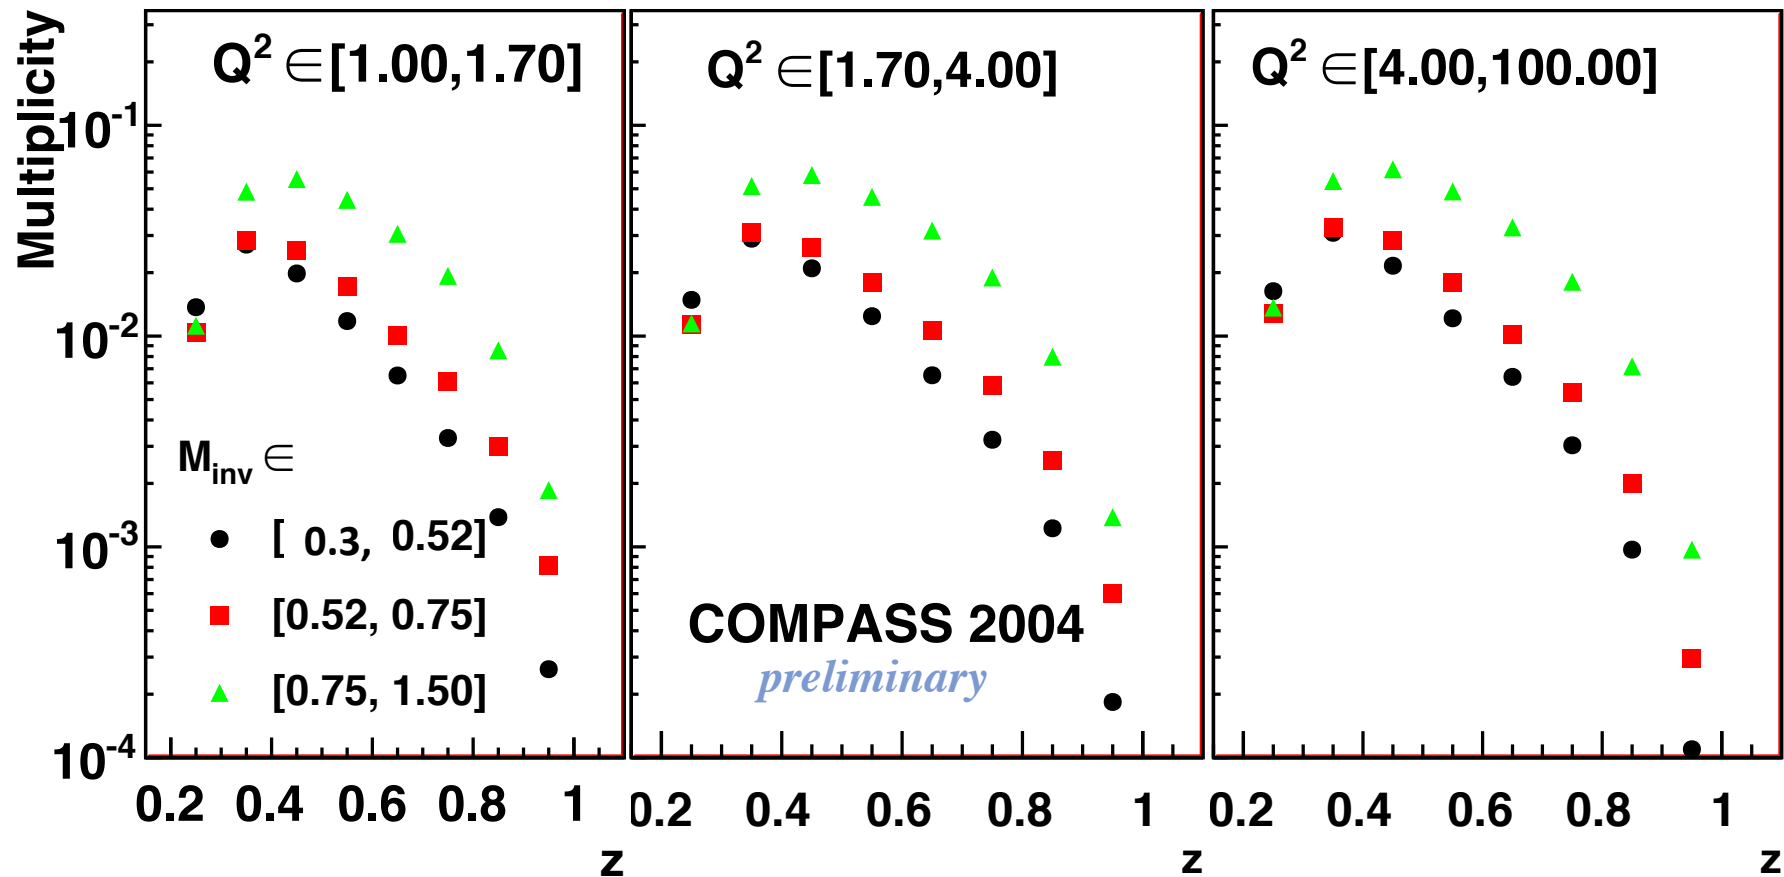 Multiplicity
Q² ∈[1.00,1.70]
Q² ∈[1.70,4.00]
Q² ∈[4.00,100.00]
10⁻¹
10⁻²
10⁻³
10⁻⁴
M_inv ∈
[ 0.3, 0.52]
[0.52, 0.75]
[0.75, 1.50]
COMPASS 2004
preliminary
0.2 0.4 0.6 0.8 1
z
0.2 0.4 0.6 0.8 1
z
0.2 0.4 0.6 0.8 1
z